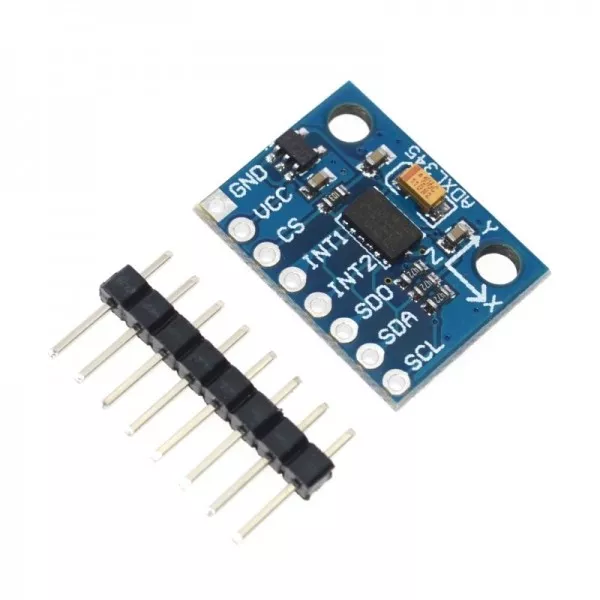 GND
VCC
CS
INT1
INT2
SDO
SDA
SCL
ADXL345
Y
Z
X